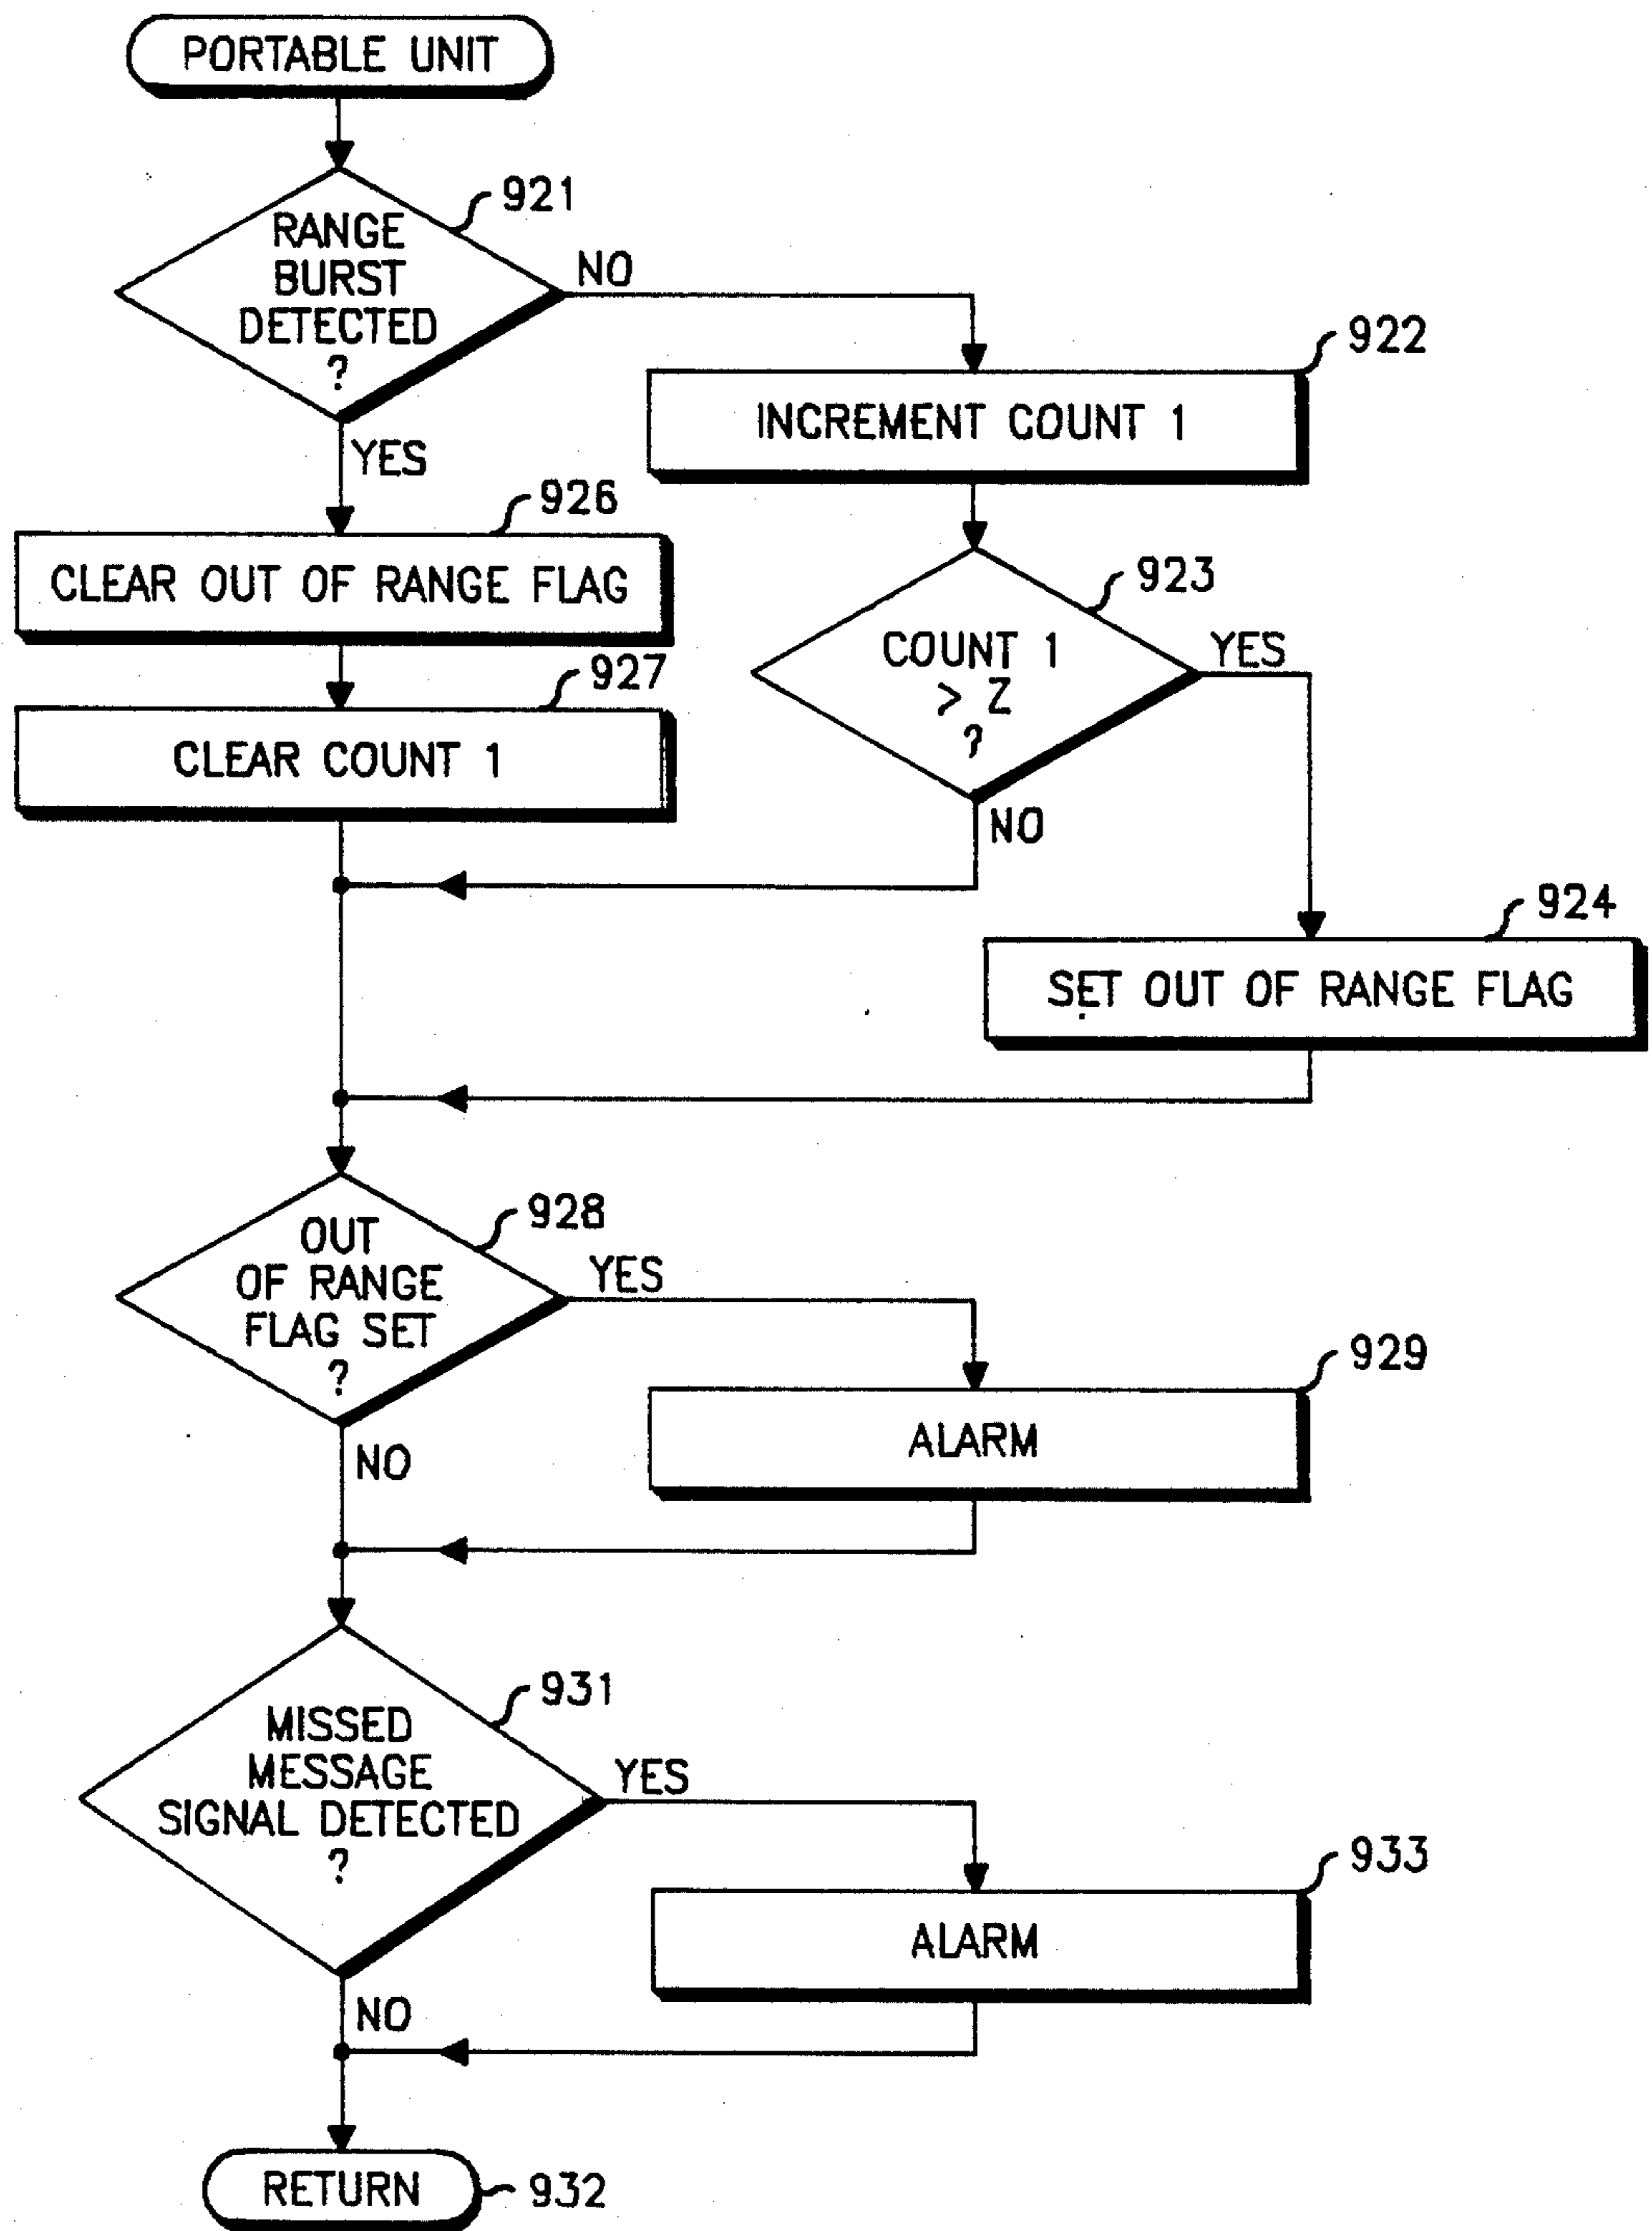 PORTABLE UNIT
921
RANGE
BURST
DETECTED
?
NO
YES
922
INCREMENT COUNT 1
926
CLEAR OUT OF RANGE FLAG
923
COUNT 1
> Z
?
YES
NO
927
CLEAR COUNT 1
924
SET OUT OF RANGE FLAG
928
OUT
OF RANGE
FLAG SET
?
YES
NO
929
ALARM
931
MISSED
MESSAGE
SIGNAL DETECTED
?
YES
NO
933
ALARM
RETURN
932